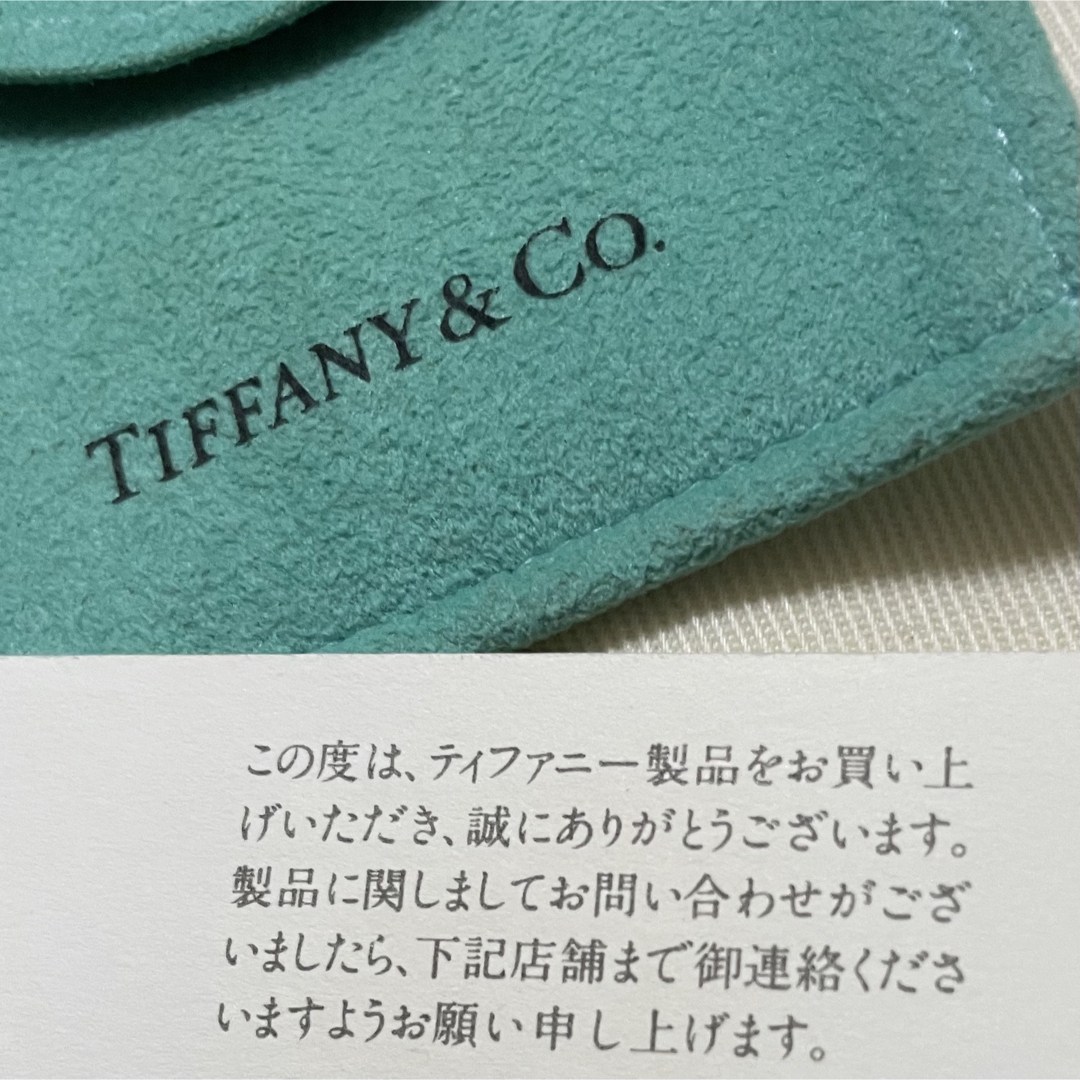 TIFFANY & CO.
この度は、ティファニー製品をお買い上
げいただき、誠にありがとうございます。
製品に関しましてお問い合わせがござ
いましたら、下記店舗まで御連絡くださ
いますようお願い申し上げます。